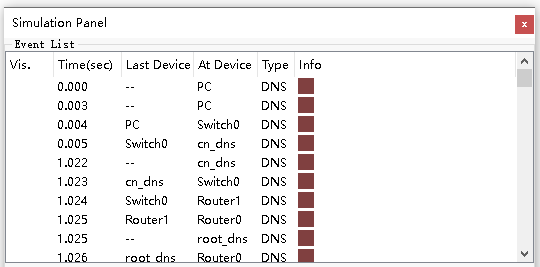 Simulation Panel
x
Event List
Vis. Time(sec) Last Device At Device Type Info
0.000 -- PC DNS
0.003 -- PC DNS
0.004 PC Switch0 DNS
0.005 Switch0 cn_dns DNS
1.022 -- cn_dns DNS
1.023 cn_dns Switch0 DNS
1.024 Switch0 Router1 DNS
1.025 Router1 Router0 DNS
1.025 -- root_dns DNS
1.026 root_dns Router0 DNS